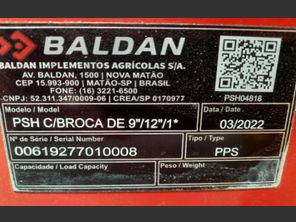 BALDAN
BALDAN IMPLEMENTOS AGRÍCOLAS S/A.
AV. BALDAN, 1500 | NOVA MATÃO
CEP 15.993-900 | MATÃO-SP | BRASIL
FONE: (16) 3221-6500
CNPJ: 52.311.347/0009-06 | CREA/SP 0170977
PSH04818
Modelo / Model
Data / Date
PSH C/BROCA DE 9"/12"/1*
03/2022
Nº de Série / Serial Number
Tipo / Type
00619277010008
PPS
Capacidade / Load Capacity
Peso / Weight